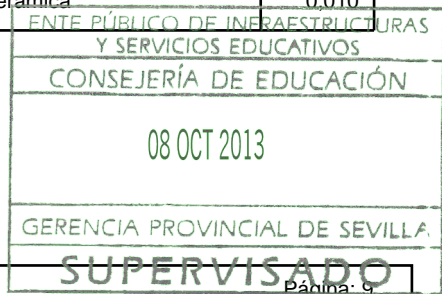 erámica 0,010
ENTE PÚBLICO DE INFRAESTRUCTURAS
Y SERVICIOS EDUCATIVOS
CONSEJERÍA DE EDUCACIÓN
08 OCT 2013
GERENCIA PROVINCIAL DE SEVILLA
SUPERVISADO
Página: 9